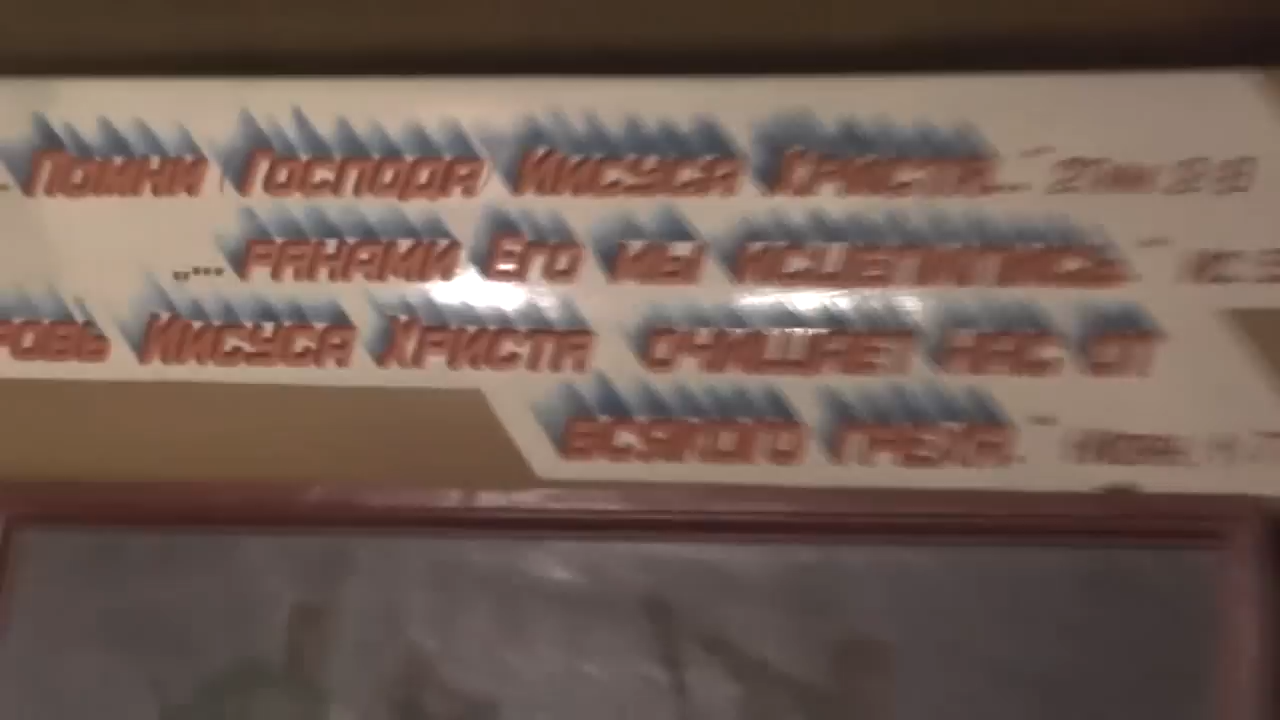 Помни Господа Иисуса Христа..."
„... ранами Его мы исцелились."
ровь Иисуса Христа очищает нас от
всякого греха."